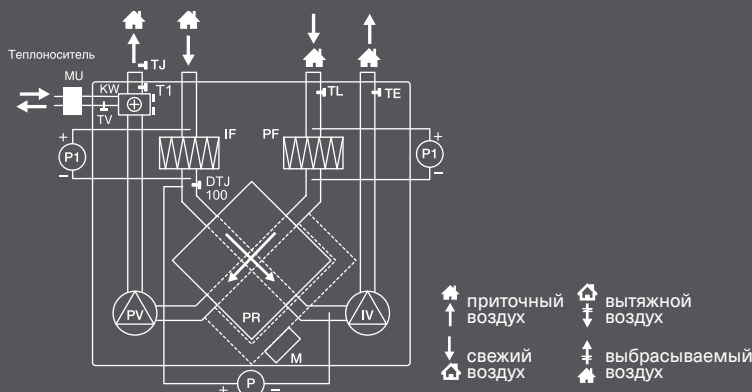 Теплоноситель
TJ
MU
KW
T1
TL
TE
TV
+
IF
PF
+
P1
P1
−
DTJ
100
−
PV
PR
IV
M
+ P −
приточный
воздух
вытяжной
воздух
свежий
воздух
выбрасываемый
воздух